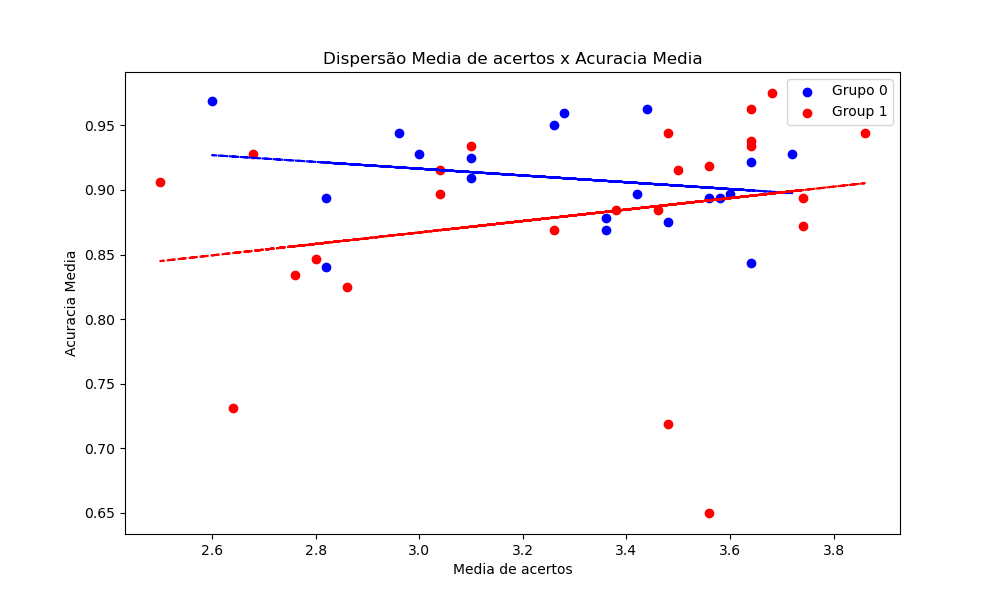 Dispersão Media de acertos x Acuracia Media
Grupo 0
Group 1
Acuracia Media
0.95
0.90
0.85
0.80
0.75
0.70
0.65
2.6
2.8
3.0
3.2
3.4
3.6
3.8
Media de acertos